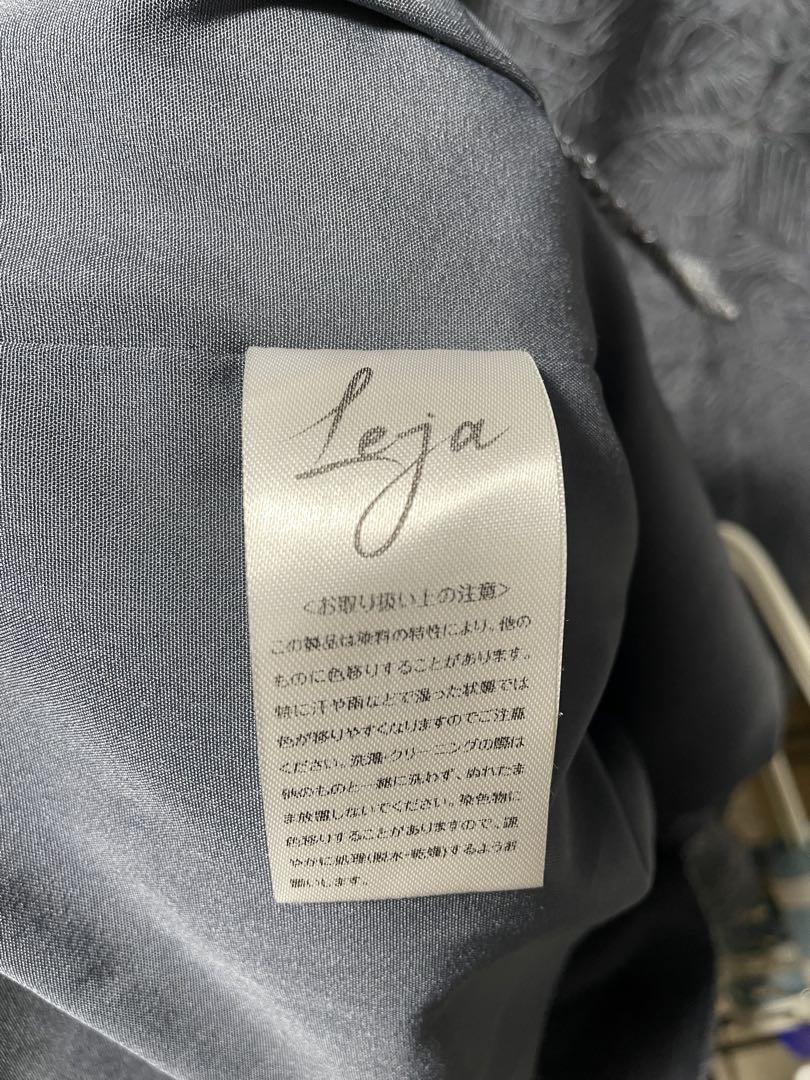 Leja
<お取り扱い上の注意>
この製品は染料の特性により、他の
ものに色移りすることがあります。
特に汗や雨などで湿った状態では
色が移りやすくなりますのでご注意
ください。洗濯・クリーニングの際は
他のものと一緒に洗わず、ぬれたま
ま放置しないでください。染色物に
色移りすることがありますので、速
やかに処理(脱水・乾燥)するようお
願いします。